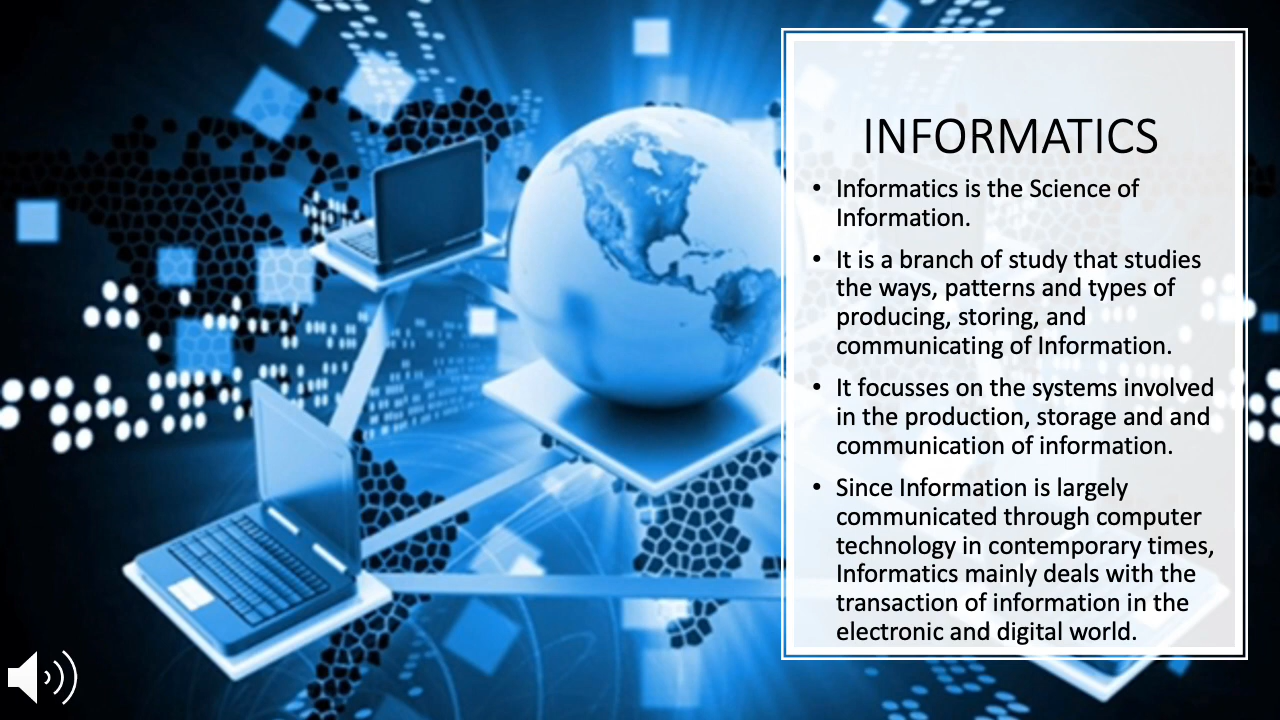 INFORMATICS
• Informatics is the Science of
Information.
• It is a branch of study that studies
the ways, patterns and types of
producing, storing, and
communicating of Information.
• It focusses on the systems involved
in the production, storage and and
communication of information.
• Since Information is largely
communicated through computer
technology in contemporary times,
Informatics mainly deals with the
transaction of information in the
electronic and digital world.